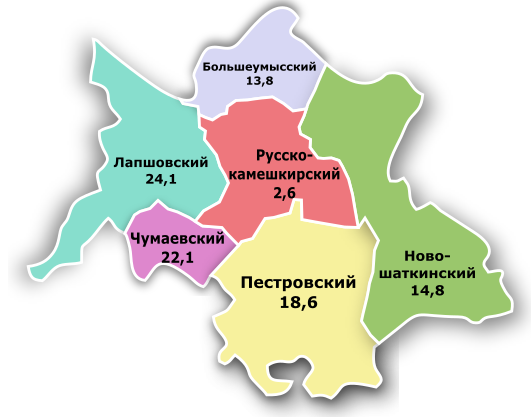 Большеумысский
13,8
Лапшовский
24,1
Русско-
камешкирский
2,6
Чумаевский
22,1
Пестровский
18,6
Ново-
шаткинский
14,8